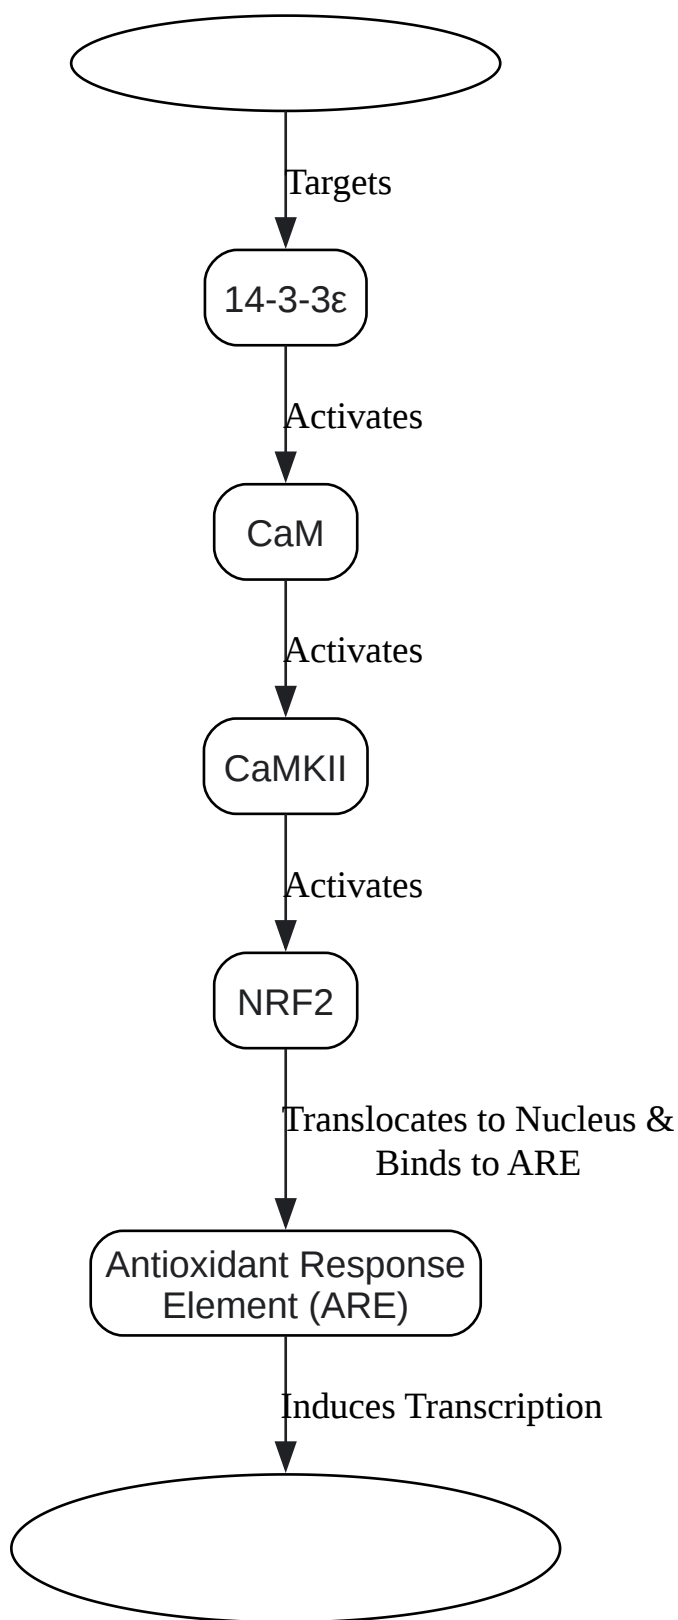 Targets
14-3-3ε
Activates
CaM
Activates
CaMKII
Activates
NRF2
Translocates to Nucleus &
Binds to ARE
Antioxidant Response
Element (ARE)
Induces Transcription